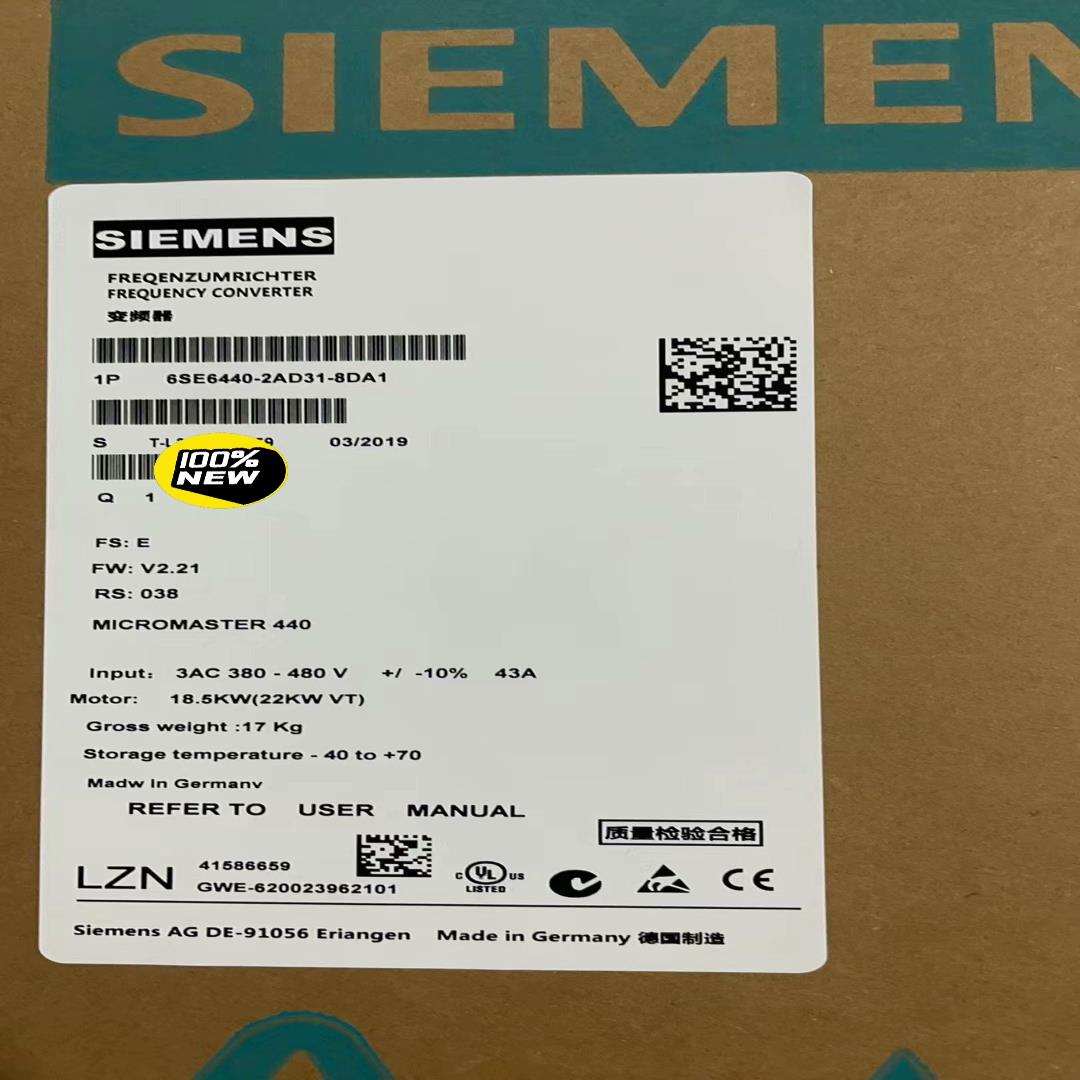 SIEMEN
SIEMENS
FREQENZUMRICHTER
FREQUENCY CONVERTER
变频器
1P 6SE6440-2AD31-8DA1
S 03/2019
100%
NEW
Q 1
FS: E
FW: V2.21
RS: 038
MICROMASTER 440
Input: 3AC 380 - 480 V +/ -10% 43A
Motor: 18.5KW(22KW VT)
Gross weight :17 Kg
Storage temperature - 40 to +70
Madw In Germanv
REFER TO USER MANUAL
质量检验合格
LZN 41586659
GWE-620023962101
C UL US
LISTED
CE
Siemens AG DE-91056 Eriangen Made in Germany 德国制造